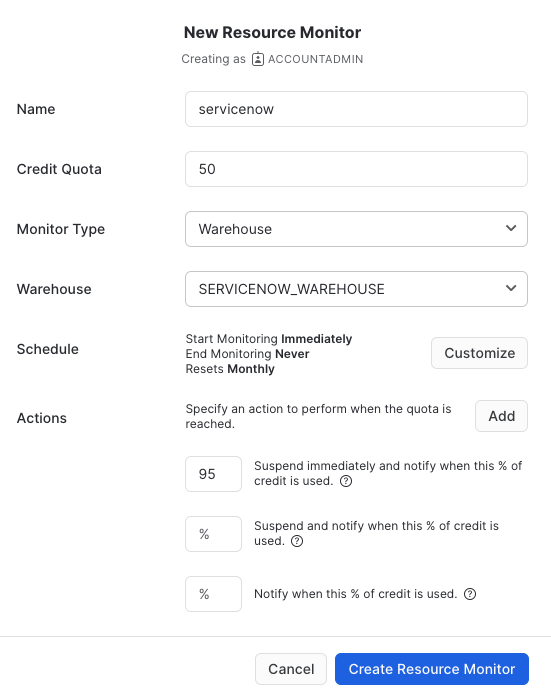 New Resource Monitor
Creating as ACCOUNTADMIN
Name
servicenow
Credit Quota
50
Monitor Type
Warehouse
Warehouse
SERVICENOW_WAREHOUSE
Schedule
Start Monitoring Immediately
End Monitoring Never
Resets Monthly
Customize
Actions
Specify an action to perform when the quota is
reached.
Add
95
Suspend immediately and notify when this % of
credit is used.
%
Suspend and notify when this % of credit is
used.
%
Notify when this % of credit is used.
Cancel
Create Resource Monitor